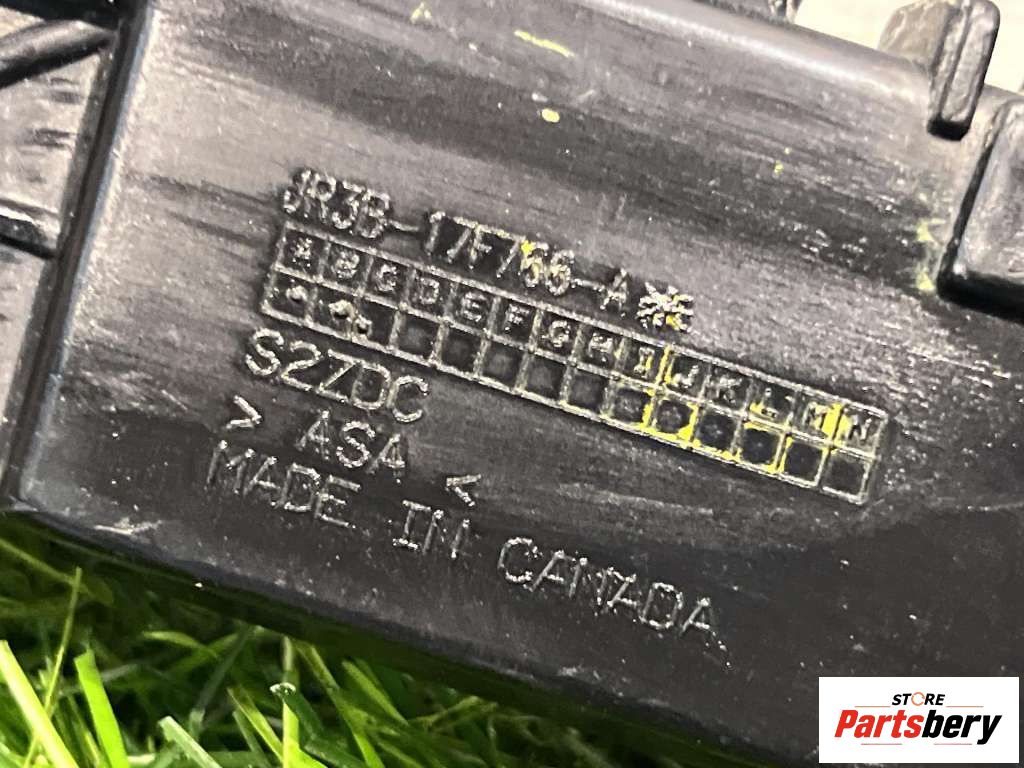 JR3B-17F766-A
A B C D E F G H I J K L M N
S2ZDC
> ASA <
MADE IN CANADA
STORE
Partsbery